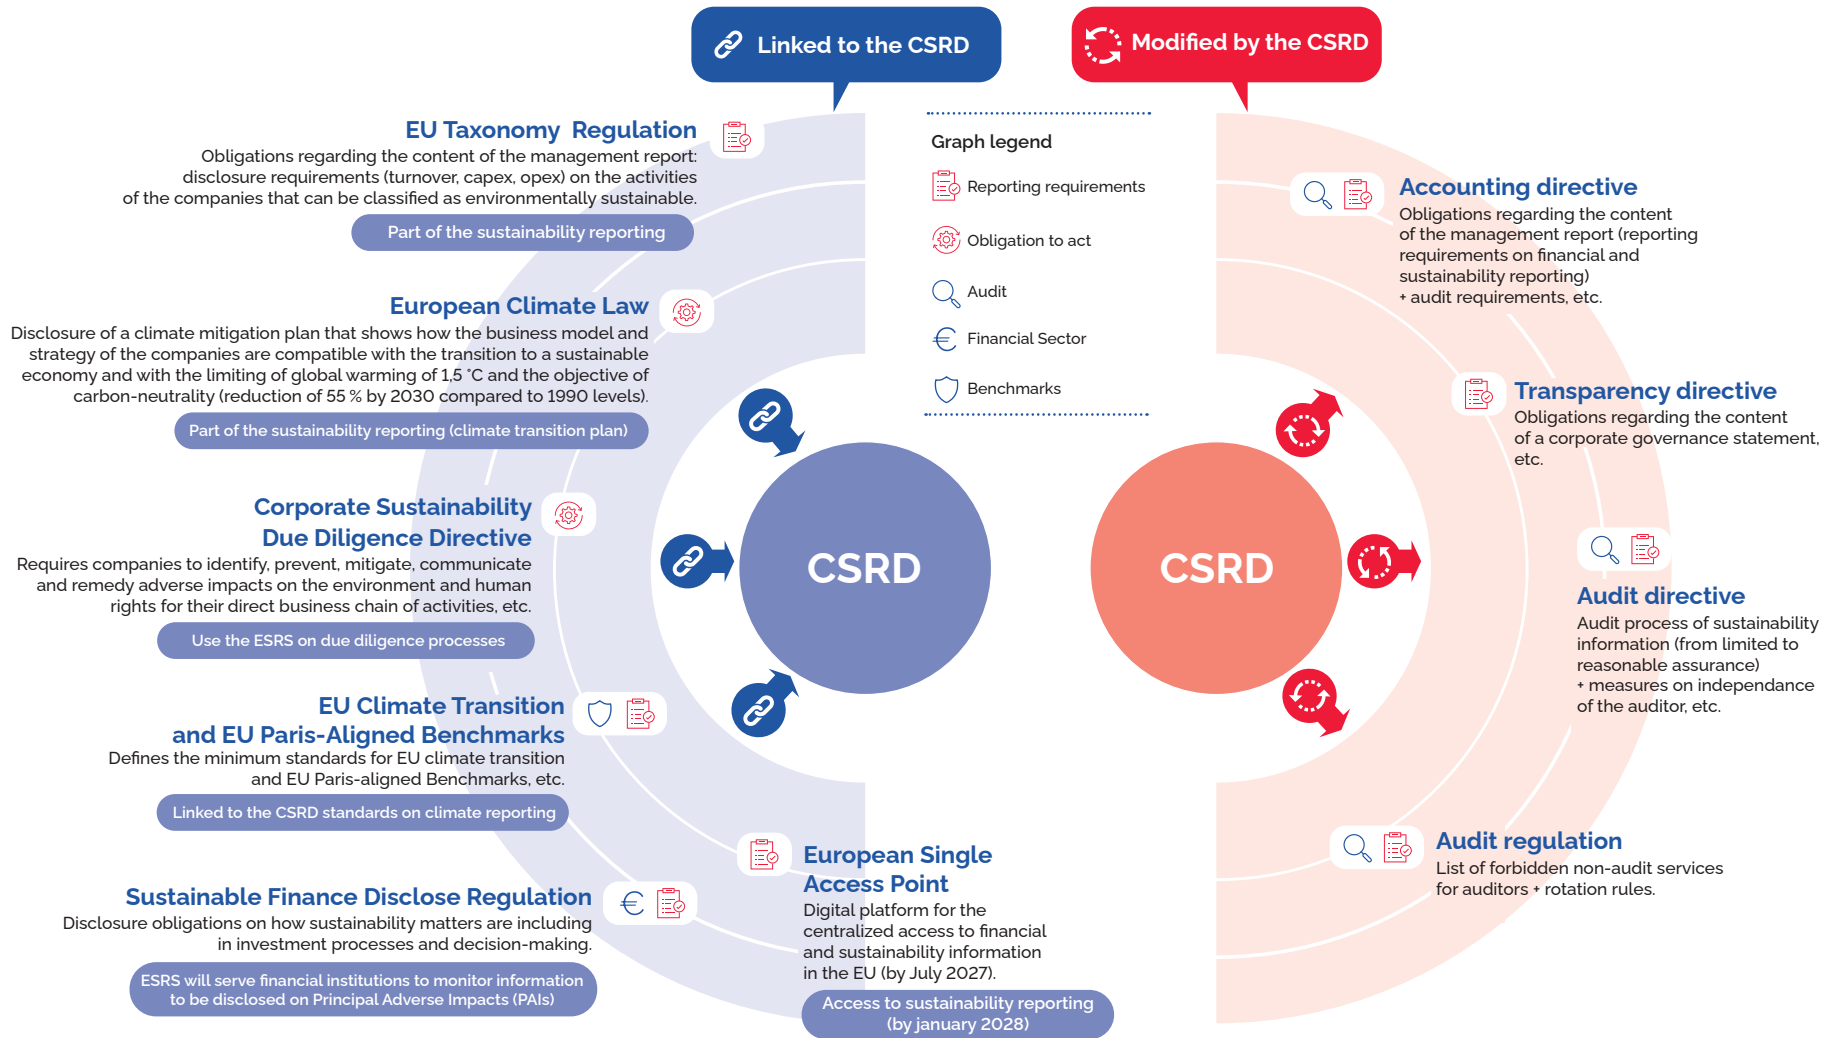 Linked to the CSRD
Modified by the CSRD
EU Taxonomy Regulation
Obligations regarding the content of the management report:
disclosure requirements (turnover, capex, opex) on the activities
of the companies that can be classified as environmentally sustainable.
Part of the sustainability reporting
European Climate Law
Disclosure of a climate mitigation plan that shows how the business model and
strategy of the companies are compatible with the transition to a sustainable
economy and with the limiting of global warming of 1,5 °C and the objective of
carbon-neutrality (reduction of 55 % by 2030 compared to 1990 levels).
Part of the sustainability reporting (climate transition plan)
Corporate Sustainability
Due Diligence Directive
Requires companies to identify, prevent, mitigate, communicate
and remedy adverse impacts on the environment and human
rights for their direct business chain of activities, etc.
Use the ESRS on due diligence processes
EU Climate Transition
and EU Paris-Aligned Benchmarks
Defines the minimum standards for EU climate transition
and EU Paris-aligned Benchmarks, etc.
Linked to the CSRD standards on climate reporting
Sustainable Finance Disclose Regulation
Disclosure obligations on how sustainability matters are including
in investment processes and decision-making.
ESRS will serve financial institutions to monitor information
to be disclosed on Principal Adverse Impacts (PAIs)
European Single
Access Point
Digital platform for the
centralized access to financial
and sustainability information
in the EU (by July 2027).
Access to sustainability reporting
(by january 2028)
Graph legend
Reporting requirements
Obligation to act
Audit
Financial Sector
Benchmarks
CSRD
CSRD
Accounting directive
Obligations regarding the content
of the management report (reporting
requirements on financial and
sustainability reporting)
+ audit requirements, etc.
Transparency directive
Obligations regarding the content
of a corporate governance statement,
etc.
Audit directive
Audit process of sustainability
information (from limited to
reasonable assurance)
+ measures on independance
of the auditor, etc.
Audit regulation
List of forbidden non-audit services
for auditors + rotation rules.